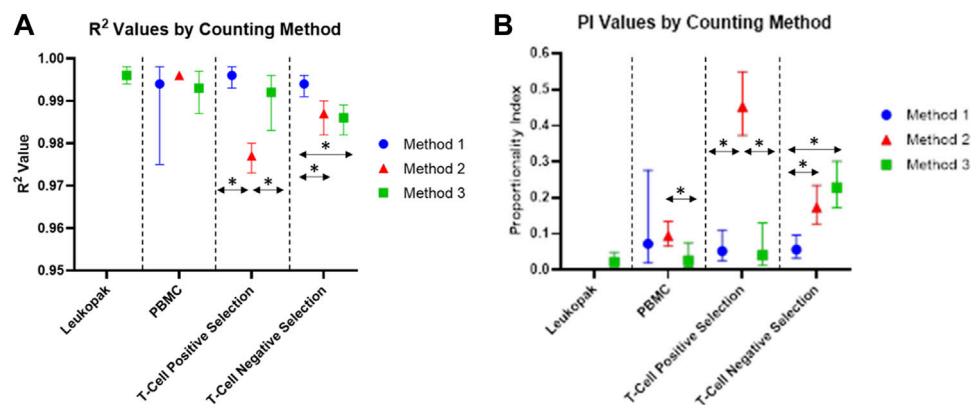 A
R² Values by Counting Method
R² Value
1.00
0.99
0.98
0.97
0.96
0.95
*
*
*
*
Leukopak
PBMC
T-Cell Positive Selection
T-Cell Negative Selection
Method 1
Method 2
Method 3
B
PI Values by Counting Method
Proportionality Index
0.6
0.5
0.4
0.3
0.2
0.1
0.0
*
*
*
*
*
Leukopak
PBMC
T-Cell Positive Selection
T-Cell Negative Selection
Method 1
Method 2
Method 3